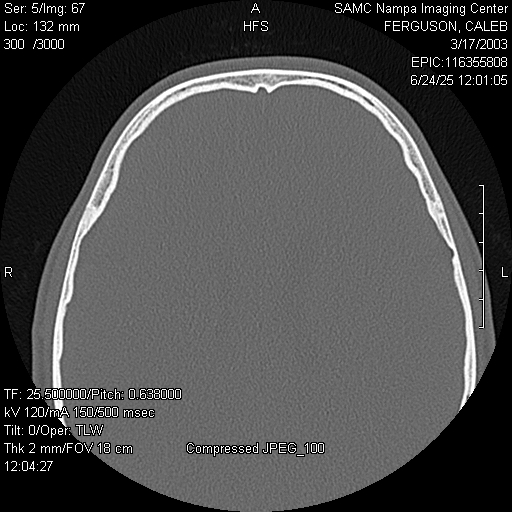 Ser: 5/Img: 67
Loc: 132 mm
300 /3000
A
HFS
SAMC Nampa Imaging Center
FERGUSON, CALEB
3/17/2003
EPIC:116355808
6/24/25 12:01:05
R
L
TF: 25.500000/Pitch: 0.638000
kV 120/mA 150/500 msec
Tilt: 0/Oper: TLW
Thk 2 mm/FOV 18 cm
12:04:27
Compressed JPEG_100